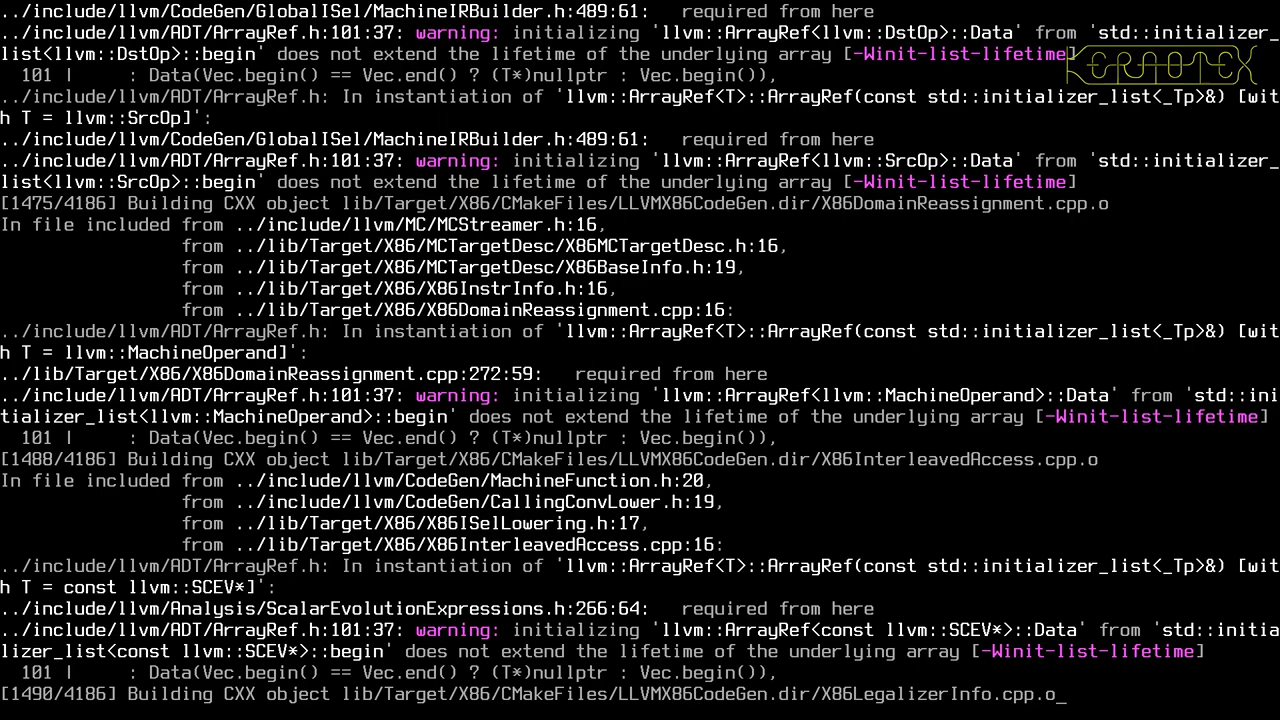 ../include/llvm/CodeGen/GlobalISel/MachineIRBuilder.h:489:61:   required from here
../include/llvm/ADT/ArrayRef.h:101:37: warning: initializing 'llvm::ArrayRef<llvm::DstOp>::Data' from 'std::initializer_
list<llvm::DstOp>::begin' does not extend the lifetime of the underlying array [-Winit-list-lifetime]
  101 |     : Data(Vec.begin() == Vec.end() ? (T*)nullptr : Vec.begin()),
../include/llvm/ADT/ArrayRef.h: In instantiation of 'llvm::ArrayRef<T>::ArrayRef(const std::initializer_list<_Tp>&) [wit
h T = llvm::SrcOp]':
../include/llvm/CodeGen/GlobalISel/MachineIRBuilder.h:489:61:   required from here
../include/llvm/ADT/ArrayRef.h:101:37: warning: initializing 'llvm::ArrayRef<llvm::SrcOp>::Data' from 'std::initializer_
list<llvm::SrcOp>::begin' does not extend the lifetime of the underlying array [-Winit-list-lifetime]
[1475/4186] Building CXX object lib/Target/X86/CMakeFiles/LLVMX86CodeGen.dir/X86DomainReassignment.cpp.o
In file included from ../include/llvm/MC/MCStreamer.h:16,
                 from ../lib/Target/X86/MCTargetDesc/X86MCTargetDesc.h:16,
                 from ../lib/Target/X86/MCTargetDesc/X86BaseInfo.h:19,
                 from ../lib/Target/X86/X86InstrInfo.h:16,
                 from ../lib/Target/X86/X86DomainReassignment.cpp:16:
../include/llvm/ADT/ArrayRef.h: In instantiation of 'llvm::ArrayRef<T>::ArrayRef(const std::initializer_list<_Tp>&) [wit
h T = llvm::MachineOperand]':
../lib/Target/X86/X86DomainReassignment.cpp:272:59:   required from here
../include/llvm/ADT/ArrayRef.h:101:37: warning: initializing 'llvm::ArrayRef<llvm::MachineOperand>::Data' from 'std::ini
tializer_list<llvm::MachineOperand>::begin' does not extend the lifetime of the underlying array [-Winit-list-lifetime]
  101 |     : Data(Vec.begin() == Vec.end() ? (T*)nullptr : Vec.begin()),
[1488/4186] Building CXX object lib/Target/X86/CMakeFiles/LLVMX86CodeGen.dir/X86InterleavedAccess.cpp.o
In file included from ../include/llvm/CodeGen/MachineFunction.h:20,
                 from ../include/llvm/CodeGen/CallingConvLower.h:19,
                 from ../lib/Target/X86/X86ISelLowering.h:17,
                 from ../lib/Target/X86/X86InterleavedAccess.cpp:16:
../include/llvm/ADT/ArrayRef.h: In instantiation of 'llvm::ArrayRef<T>::ArrayRef(const std::initializer_list<_Tp>&) [wit
h T = const llvm::SCEV*]':
../include/llvm/Analysis/ScalarEvolutionExpressions.h:266:64:   required from here
../include/llvm/ADT/ArrayRef.h:101:37: warning: initializing 'llvm::ArrayRef<const llvm::SCEV*>::Data' from 'std::initia
lizer_list<const llvm::SCEV*>::begin' does not extend the lifetime of the underlying array [-Winit-list-lifetime]
  101 |     : Data(Vec.begin() == Vec.end() ? (T*)nullptr : Vec.begin()),
[1490/4186] Building CXX object lib/Target/X86/CMakeFiles/LLVMX86CodeGen.dir/X86LegalizerInfo.cpp.o_